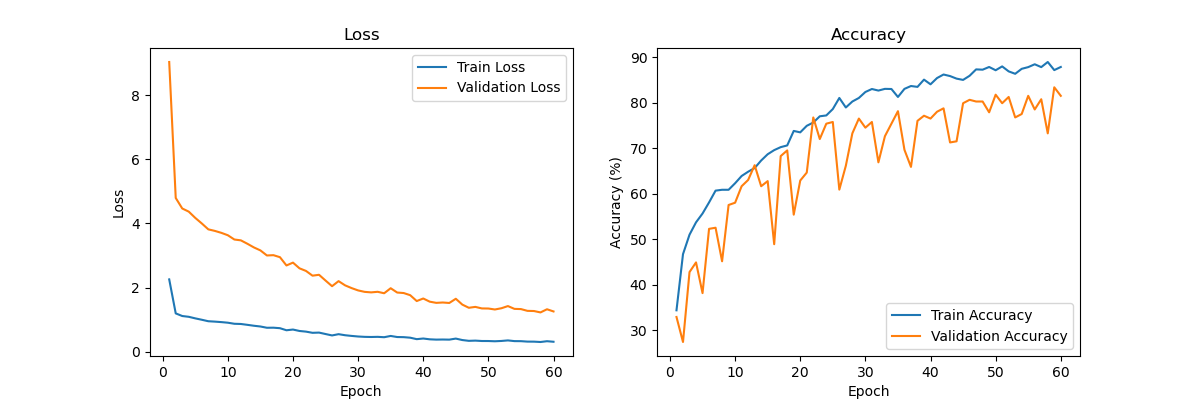 Loss
Train Loss
Validation Loss
8
6
4
2
0
Loss
0 10 20 30 40 50 60
Epoch
Accuracy
90
80
70
60
50
40
30
Accuracy (%)
Train Accuracy
Validation Accuracy
0 10 20 30 40 50 60
Epoch